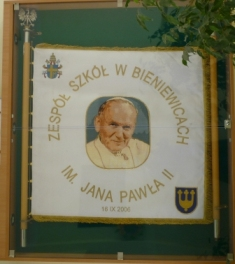 ZESPÓŁ SZKÓŁ W BIENIEWICACH
IM. JANA PAWŁA II
16 IX 2006